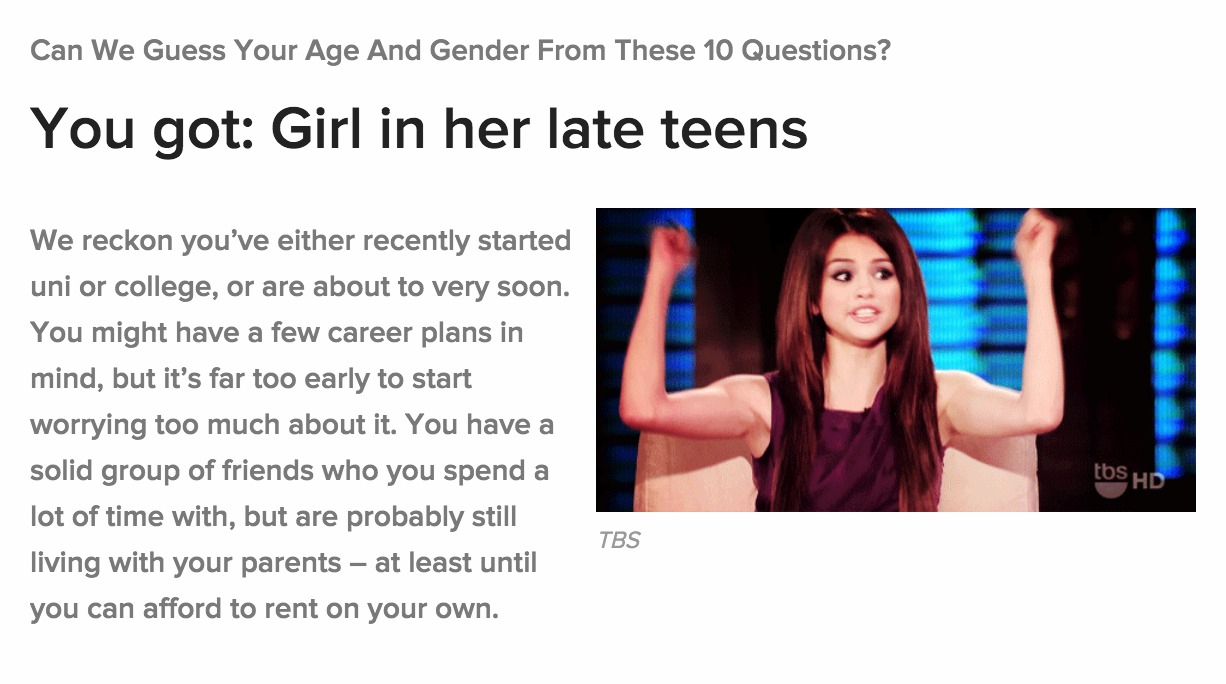 Can We Guess Your Age And Gender From These 10 Questions?
You got: Girl in her late teens
We reckon you’ve either recently started
uni or college, or are about to very soon.
You might have a few career plans in
mind, but it’s far too early to start
worrying too much about it. You have a
solid group of friends who you spend a
lot of time with, but are probably still
living with your parents – at least until
you can afford to rent on your own.
tbs HD
TBS